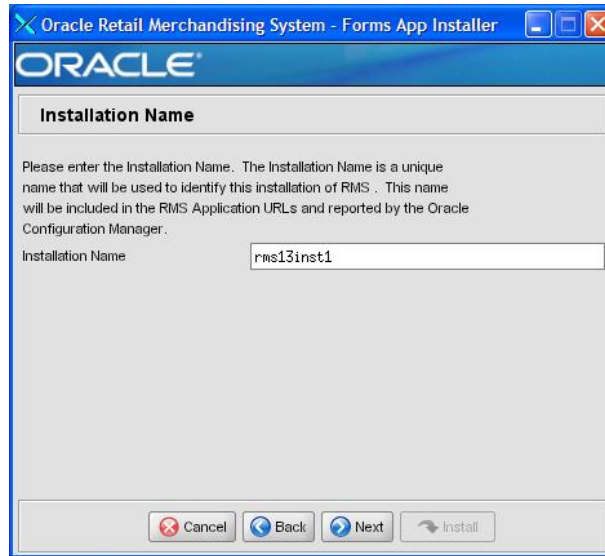 Oracle Retail Merchandising System - Forms App Installer
ORACLE®
Installation Name
Please enter the Installation Name. The Installation Name is a unique
name that will be used to identify this installation of RMS . This name
will be included in the RMS Application URLs and reported by the Oracle
Configuration Manager.
Installation Name rms13inst1
Cancel Back Next Install